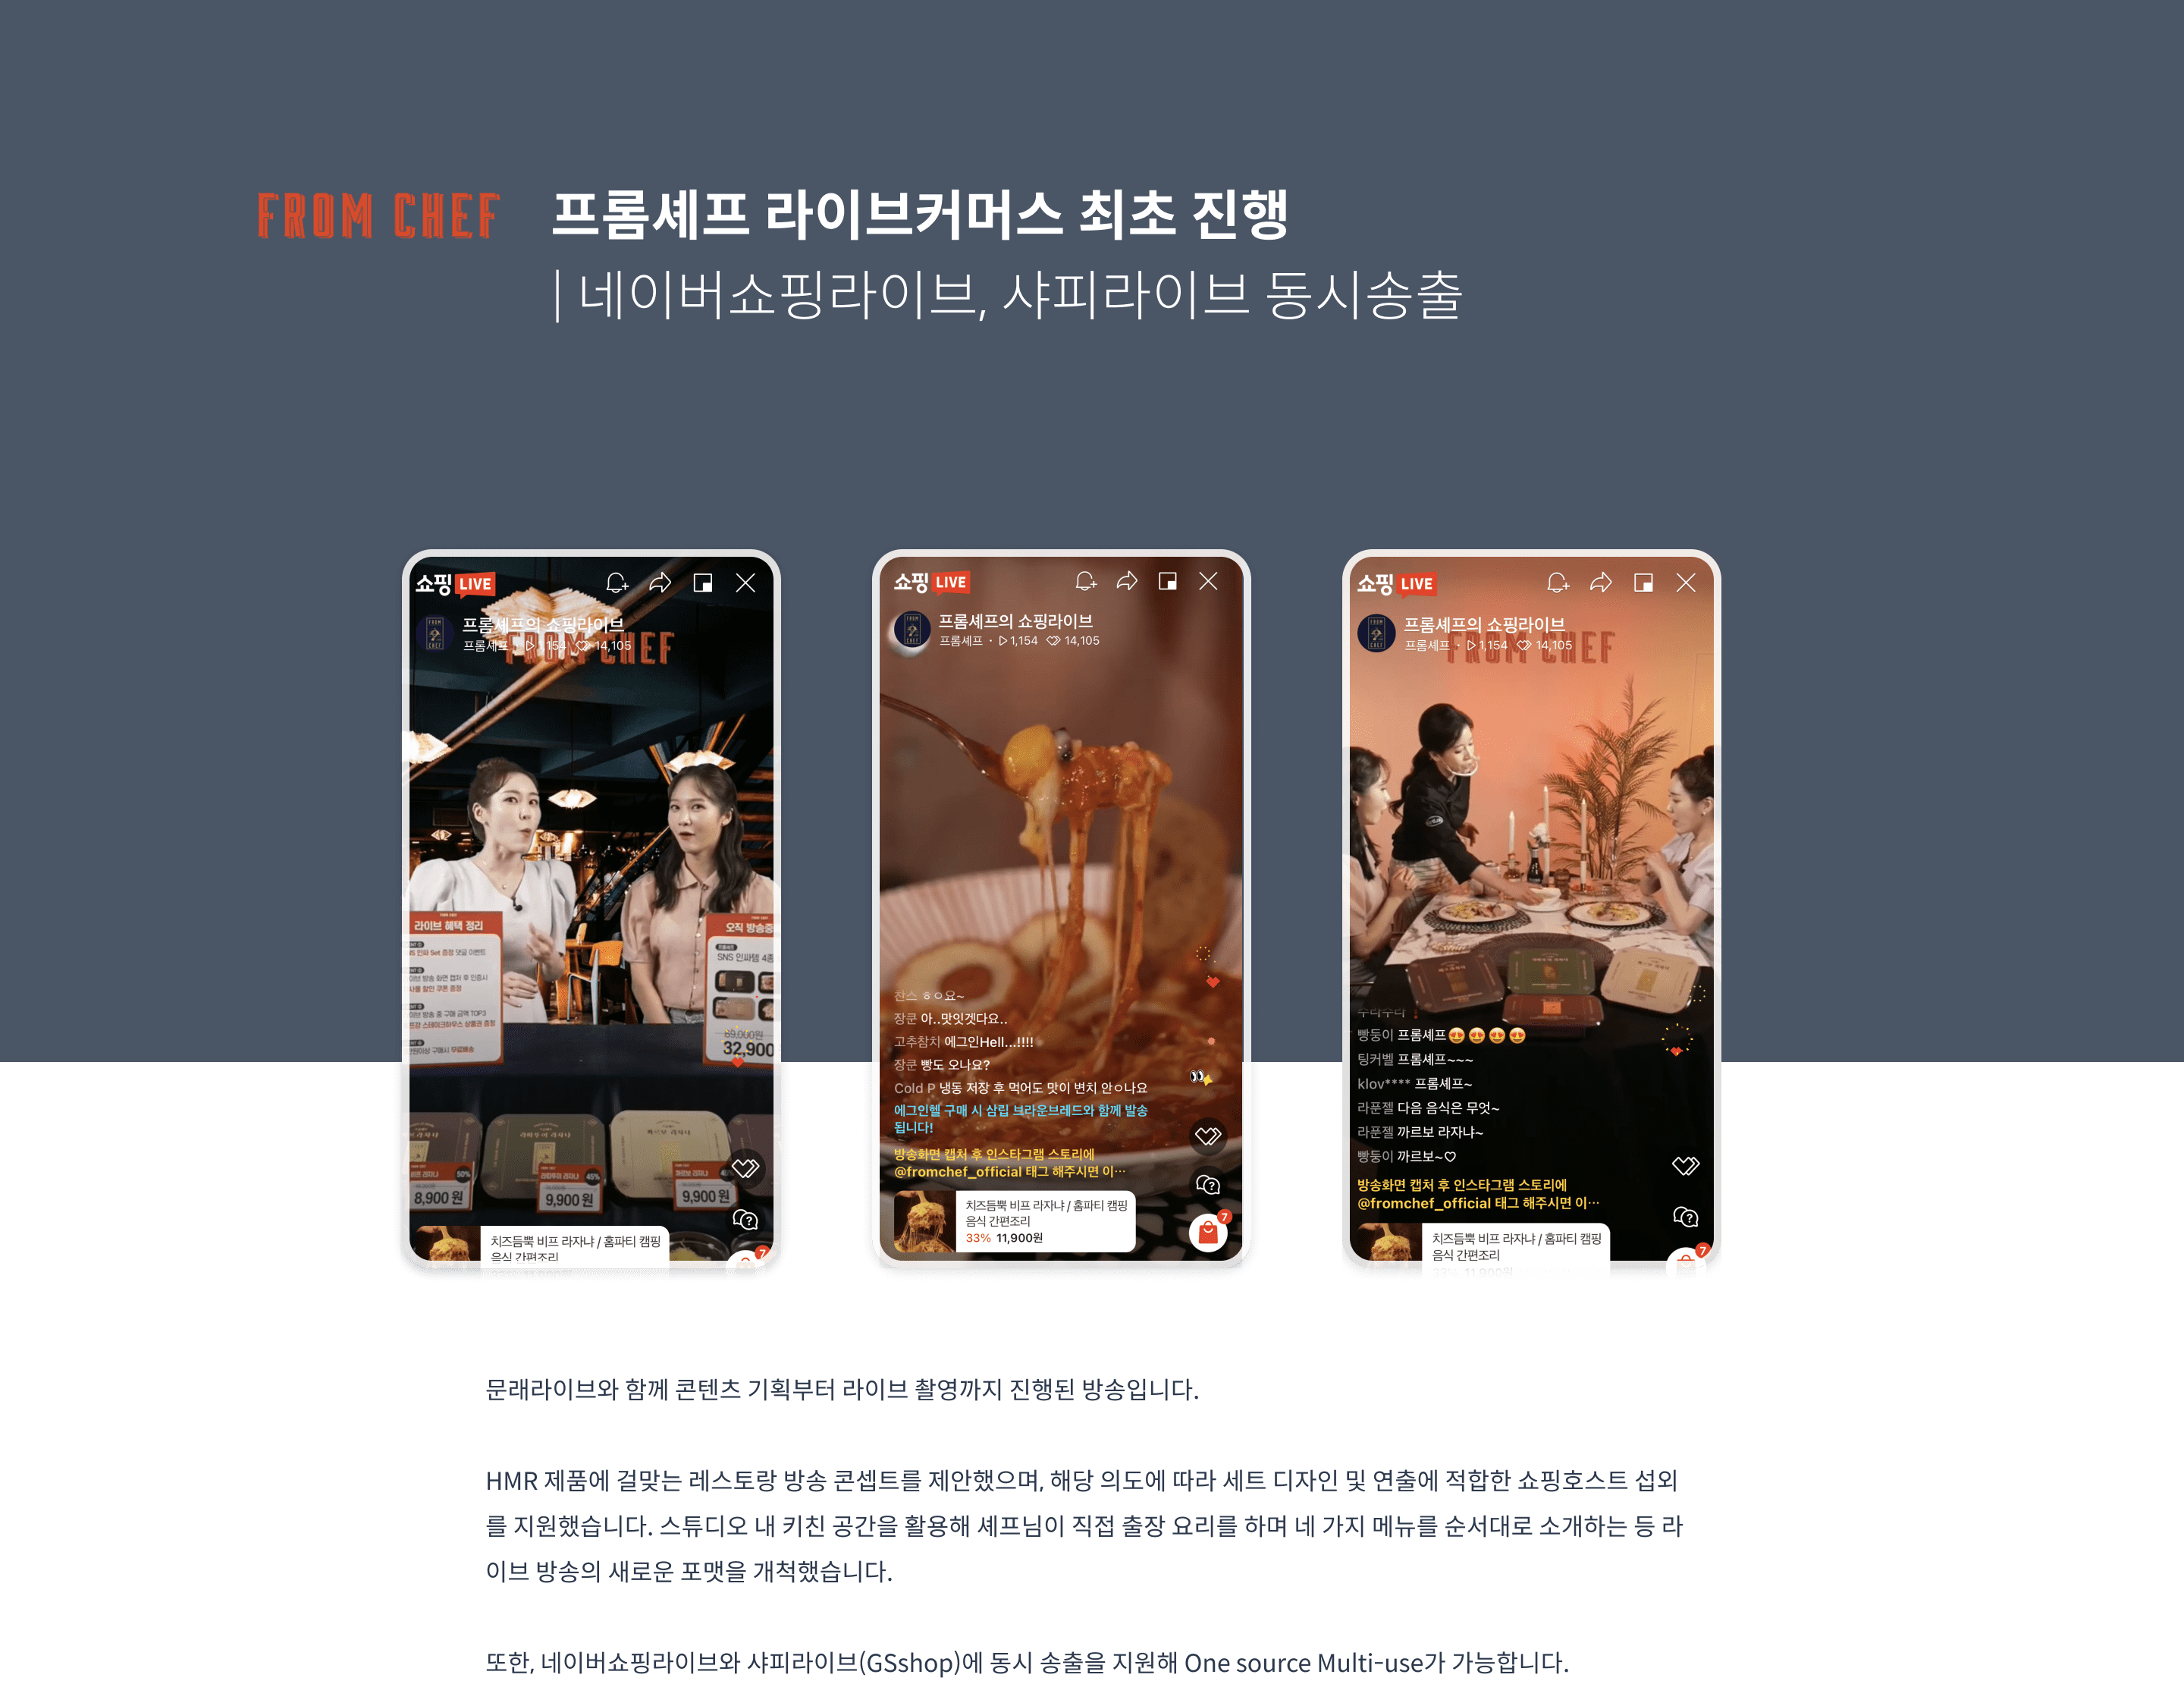 FROM CHEF
프롬셰프 라이브커머스 최초 진행
| 네이버쇼핑라이브, 샤피라이브 동시송출
쇼핑 LIVE
프롬셰프의 쇼핑라이브
프롬셰프 · 1,154 14,105
FROM CHEF
라이브 혜택 정리
오직 방송중
SNS 인싸템 4종
69,000원
32,900
50%
8,900 원
45%
9,900 원
9,900 원
치즈듬뿍 비프 라자냐 / 홈파티 캠핑
음식 간편조리
7
쇼핑 LIVE
프롬셰프의 쇼핑라이브
프롬셰프 · 1,154 14,105
쟌스 ㅎㅇ요~
장쿤 아..맛잇겟다요..
고추참치 에그인Hell...!!!!
장쿤 빵도 오나요?
Cold P 냉동 저장 후 먹어도 맛이 변치 안ㅇ나요
에그인헬 구매 시 삼립 브라운브레드와 함께 발송
됩니다!
방송화면 캡처 후 인스타그램 스토리에
@fromchef_official 태그 해주시면 이…
치즈듬뿍 비프 라자냐 / 홈파티 캠핑
음식 간편조리
33% 11,900원
7
쇼핑 LIVE
프롬셰프의 쇼핑라이브
프롬셰프 · 1,154 14,105
FROM CHEF
빵둥이 프롬셰프😍😍😍😍
팅커벨 프롬셰프~~~
klov**** 프롬셰프~
라푼젤 다음 음식은 무엇~
라푼젤 까르보 라자냐~
빵둥이 까르보~♡
방송화면 캡처 후 인스타그램 스토리에
@fromchef_official 태그 해주시면 이…
치즈듬뿍 비프 라자냐 / 홈파티 캠핑
음식 간편조리
7
문래라이브와 함께 콘텐츠 기획부터 라이브 촬영까지 진행된 방송입니다.
HMR 제품에 걸맞는 레스토랑 방송 콘셉트를 제안했으며, 해당 의도에 따라 세트 디자인 및 연출에 적합한 쇼핑호스트 섭외
를 지원했습니다. 스튜디오 내 키친 공간을 활용해 셰프님이 직접 출장 요리를 하며 네 가지 메뉴를 순서대로 소개하는 등 라
이브 방송의 새로운 포맷을 개척했습니다.
또한, 네이버쇼핑라이브와 샤피라이브(GSshop)에 동시 송출을 지원해 One source Multi-use가 가능합니다.